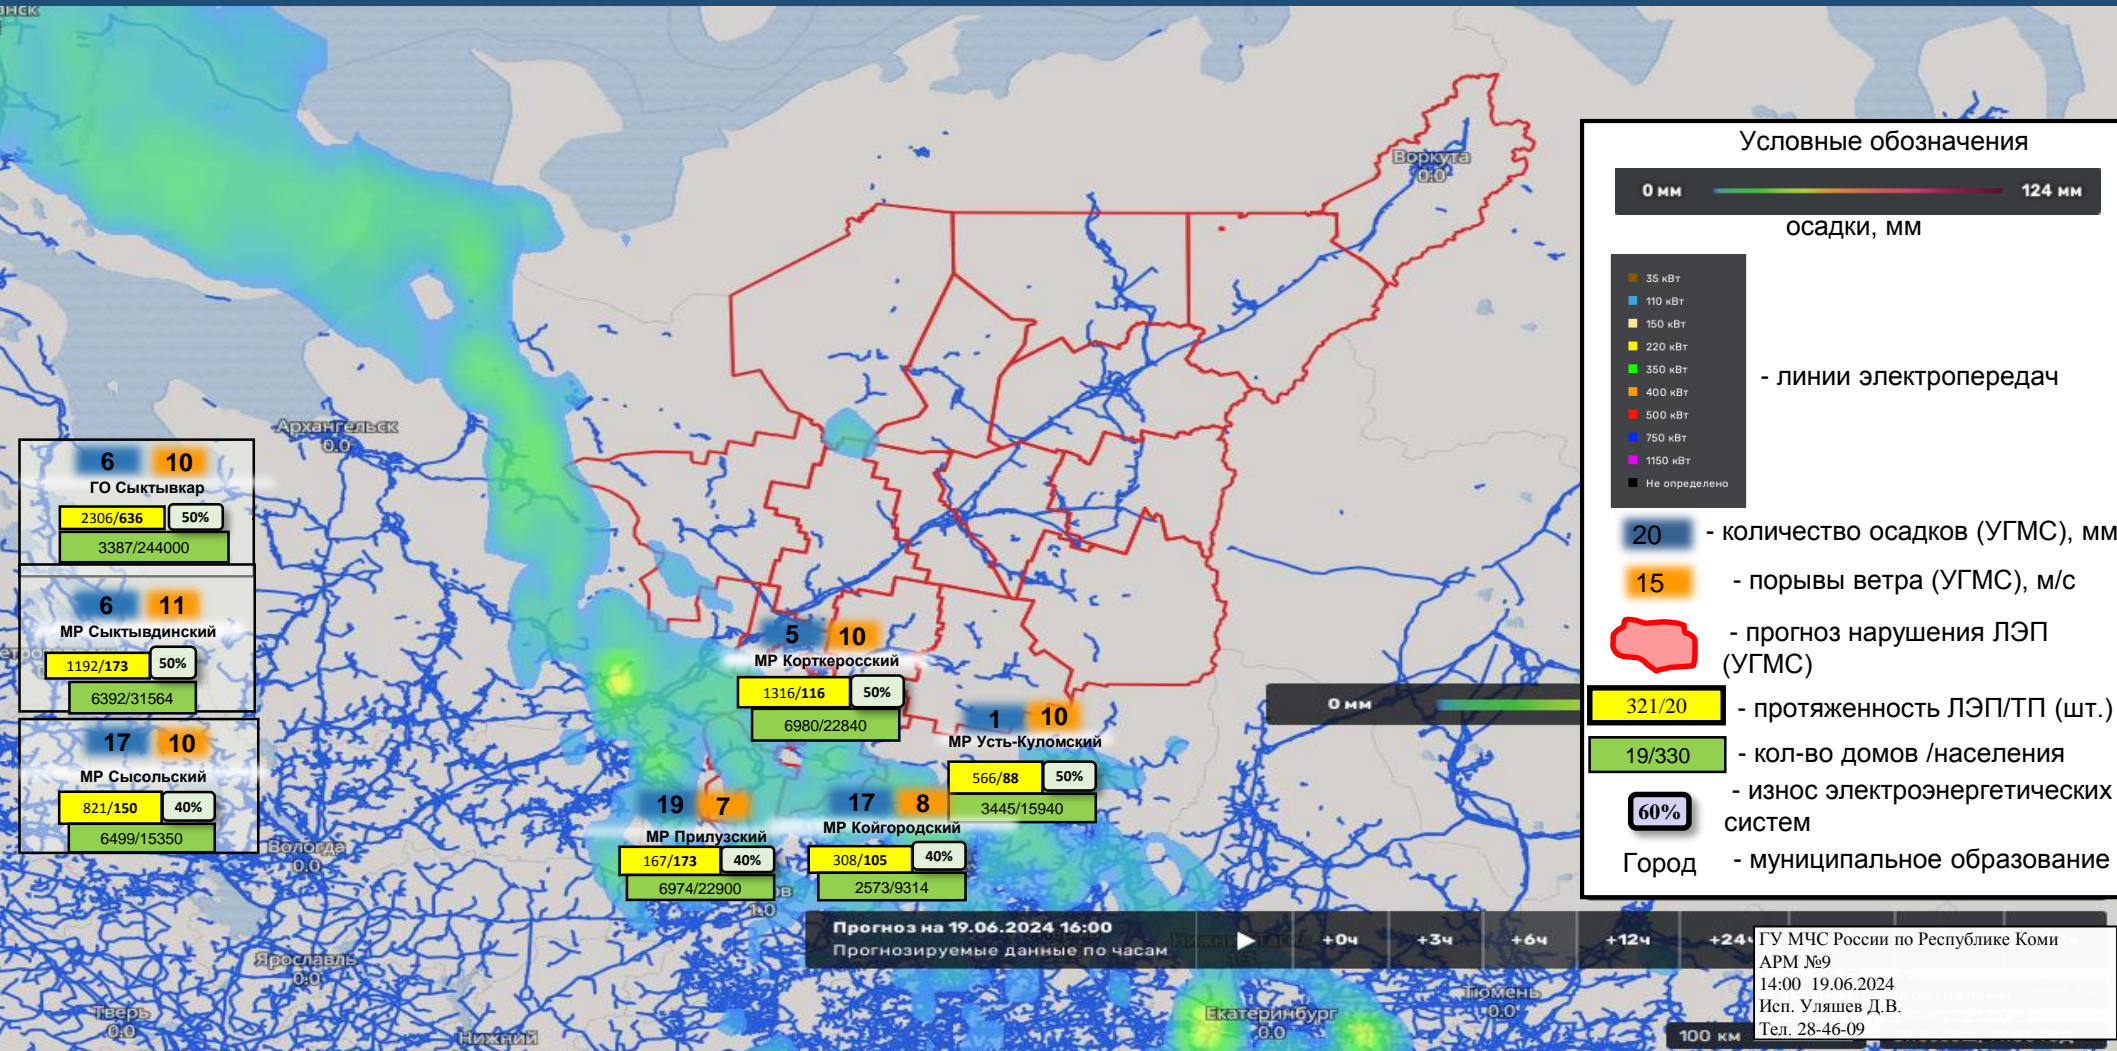 Воркута
0.0
Архангельск
0.0
6 10
ГО Сыктывкар
2306/636 50%
3387/244000
6 11
МР Сыктывдинский
1192/173 50%
6392/31564
17 10
МР Сысольский
821/150 40%
6499/15350
5 10
МР Корткеросский
1316/116 50%
6980/22840
1 10
МР Усть-Куломский
566/88 50%
3445/15940
19 7
МР Прилузский
167/173 40%
6974/22900
17 8
МР Койгородский
308/105 40%
2573/9314
Вологда
0.0
1.0
Ярославль
0.0
Тверь
0.0
Нижний
Екатеринбург
0.0
Тюмень
0.0
0 мм
Прогноз на 19.06.2024 16:00
Прогнозируемые данные по часам
+0ч +3ч +6ч +12ч +24ч
100 км
Условные обозначения
0 мм 124 мм
осадки, мм
35 кВт
110 кВт
150 кВт
220 кВт
350 кВт
400 кВт
500 кВт
750 кВт
1150 кВт
Не определено
- линии электропередач
20 - количество осадков (УГМС), мм
15 - порывы ветра (УГМС), м/с
- прогноз нарушения ЛЭП
(УГМС)
321/20 - протяженность ЛЭП/ТП (шт.)
19/330 - кол-во домов /населения
60% - износ электроэнергетических
систем
Город - муниципальное образование
ГУ МЧС России по Республике Коми
АРМ №9
14:00 19.06.2024
Исп. Уляшев Д.В.
Тел. 28-46-09